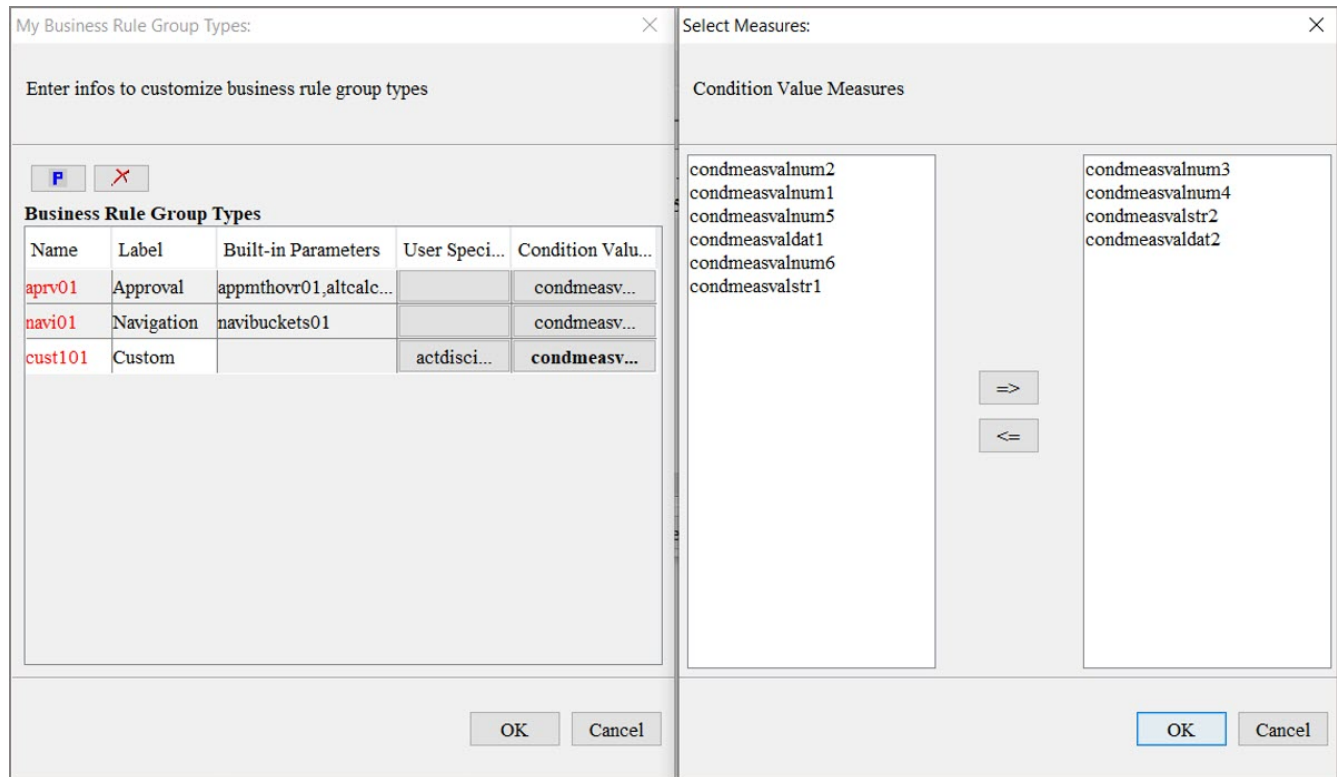 My Business Rule Group Types:
Enter infos to customize business rule group types
P
Business Rule Group Types
Name Label Built-in Parameters User Speci... Condition Valu...
aprv01 Approval appmthovr01,altcalc... condmeasv...
navi01 Navigation navibuckets01 condmeasv...
cust101 Custom actdisci... condmeasv...
OK Cancel
Select Measures:
Condition Value Measures
condmeasvalnum2
condmeasvalnum1
condmeasvalnum5
condmeasvaldat1
condmeasvalnum6
condmeasvalstr1
=>
<=
condmeasvalnum3
condmeasvalnum4
condmeasvalstr2
condmeasvaldat2
OK Cancel